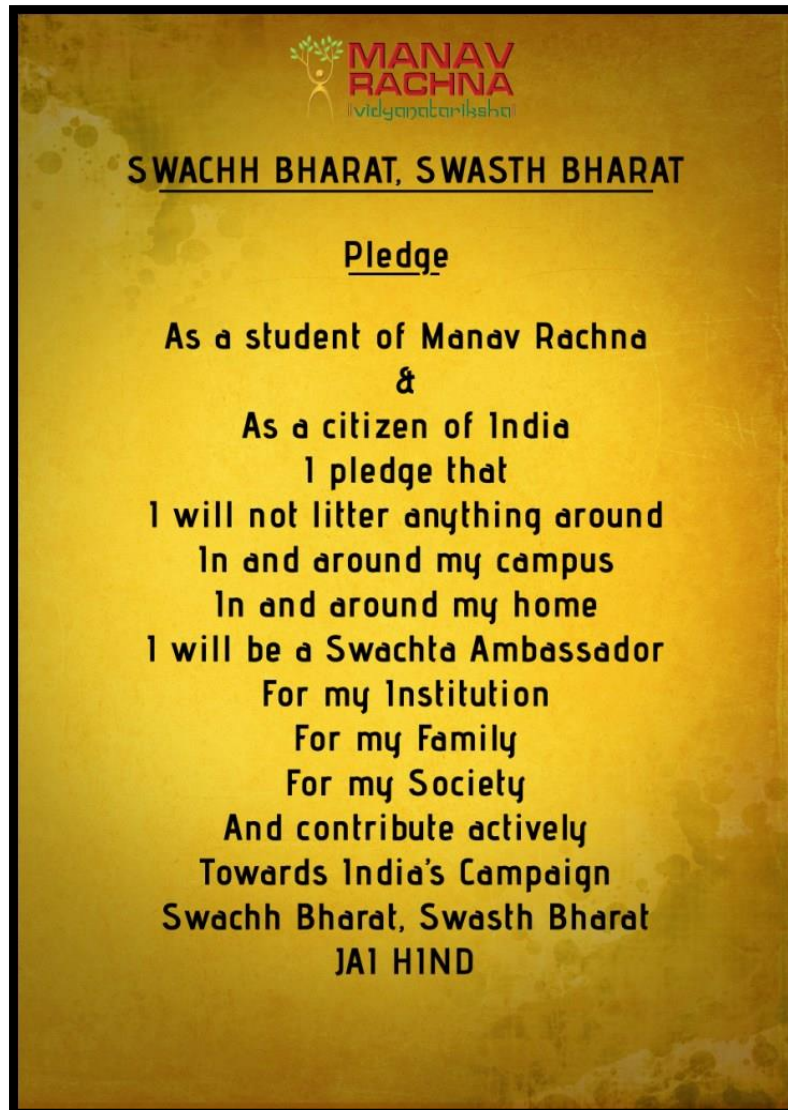 MANAV
RACHNA
vidyanatariksha
SWACHH BHARAT, SWASTH BHARAT
Pledge
As a student of Manav Rachna
&
As a citizen of India
I pledge that
I will not litter anything around
In and around my campus
In and around my home
I will be a Swachta Ambassador
For my Institution
For my Family
For my Society
And contribute actively
Towards India's Campaign
Swachh Bharat, Swasth Bharat
JAI HIND